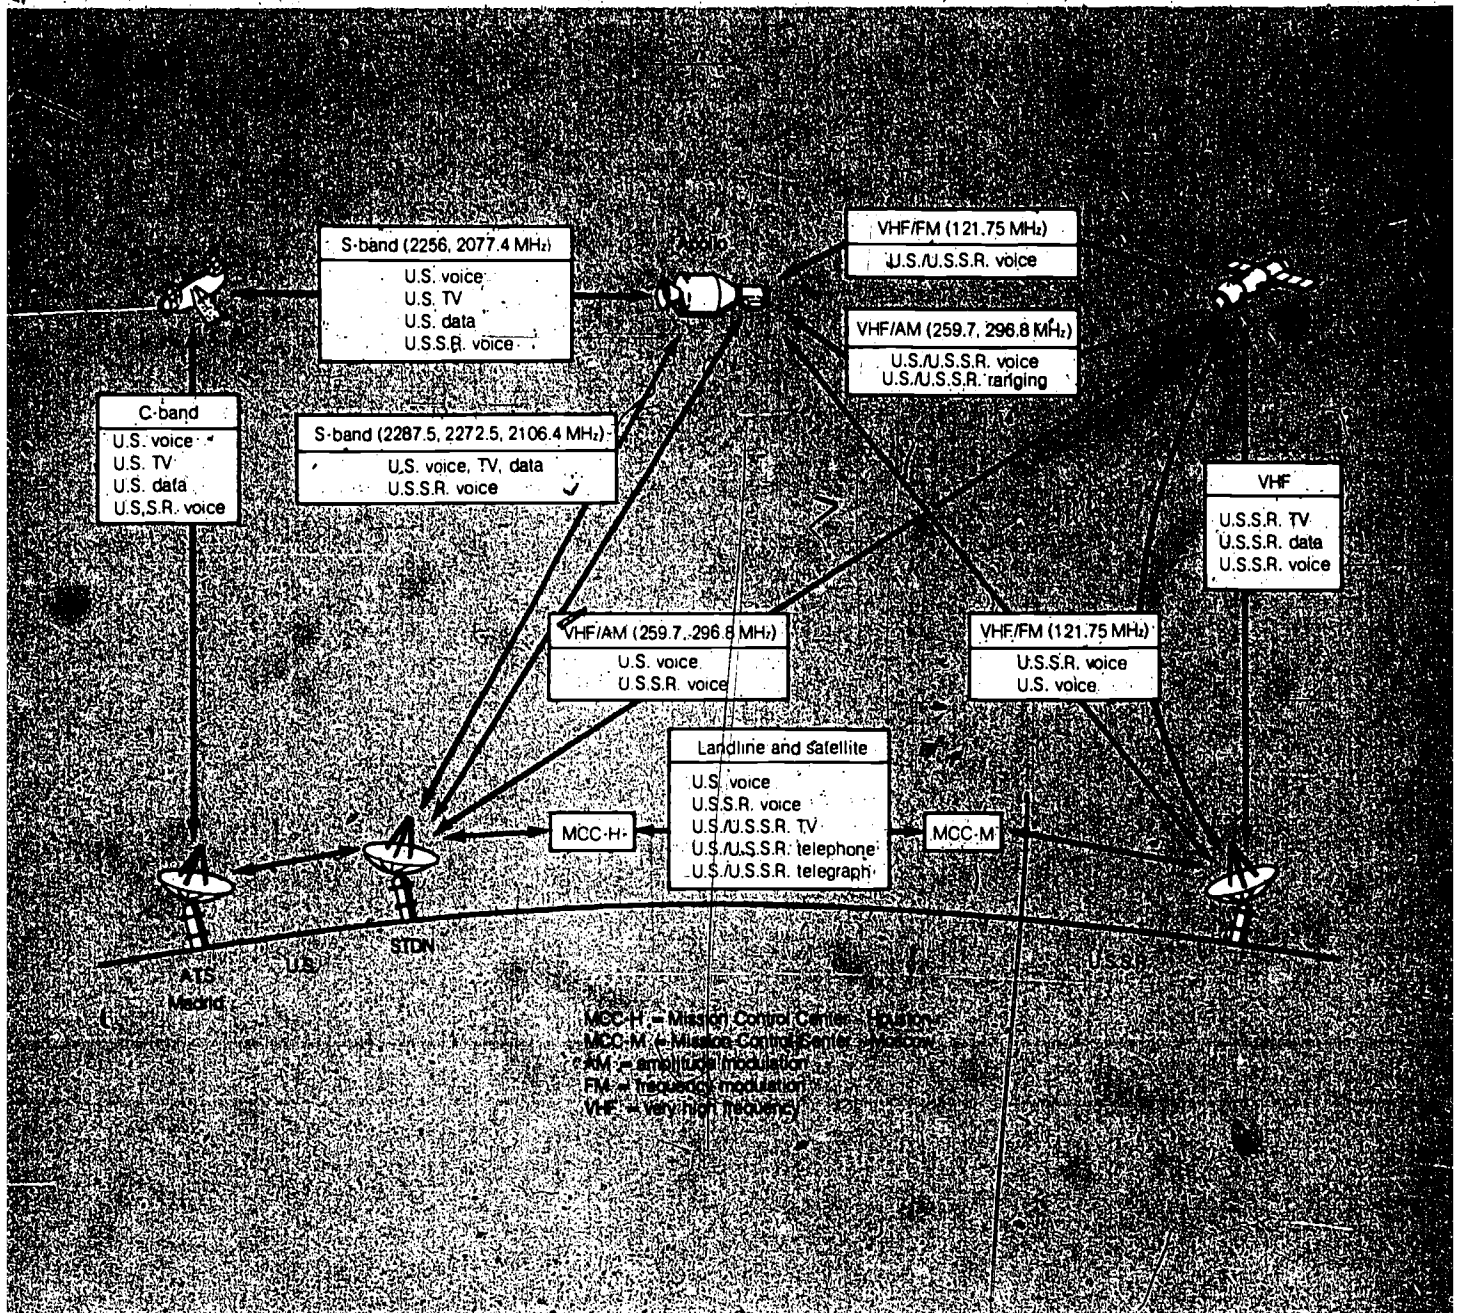 Apollo
S-band (2256, 2077.4 MHz)
U.S. voice
U.S. TV
U.S. data
U.S.S.R. voice
VHF/FM (121.75 MHz)
U.S./U.S.S.R. voice
VHF/AM (259.7, 296.8 MHz)
U.S./U.S.S.R. voice
U.S./U.S.S.R. ranging
C-band
U.S. voice
U.S. TV
U.S. data
U.S.S.R. voice
S-band (2287.5, 2272.5, 2106.4 MHz)
U.S. voice, TV, data
U.S.S.R. voice
VHF
U.S.S.R. TV
U.S.S.R. data
U.S.S.R. voice
VHF/AM (259.7, 296.8 MHz)
U.S. voice
U.S.S.R. voice
VHF/FM (121.75 MHz)
U.S.S.R. voice
U.S. voice
Landline and satellite
U.S. voice
U.S.S.R. voice
U.S./U.S.S.R. TV
U.S./U.S.S.R. telephone
U.S./U.S.S.R. telegraph
MCC-H
MCC-M
STDN
U.S.
U.S.S.R.
ATS
Madrid
MCC-H = Mission Control Center - Houston
MCC-M = Mission Control Center - Moscow
AM = amplitude modulation
FM = frequency modulation
VHF = very high frequency